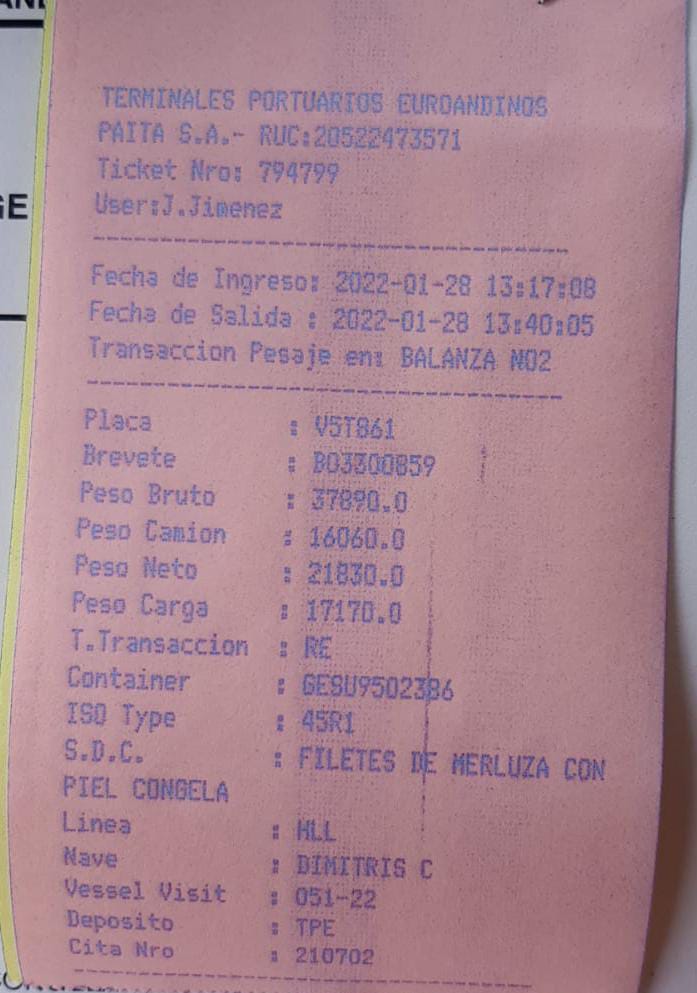 TERMINALES PORTUARIOS EUROANDINOS
PAITA S.A.- RUC:20522473571
Ticket Nro: 794799
User:J.Jimenez
Fecha de Ingreso: 2022-01-28 13:17:08
Fecha de Salida : 2022-01-28 13:40:05
Transaccion Pesaje en: BALANZA NO2
Placa : V5T861
Brevete : B03300859
Peso Bruto : 37890.0
Peso Camion : 16060.0
Peso Neto : 21830.0
Peso Carga : 17170.0
T.Transaccion : RE
Container : GESU9502386
ISO Type : 45R1
S.D.C. : FILETES DE MERLUZA CON
PIEL CONGELA
Linea : HLL
Nave : DIMITRIS C
Vessel Visit : 051-22
Deposito : TPE
Cita Nro : 210702